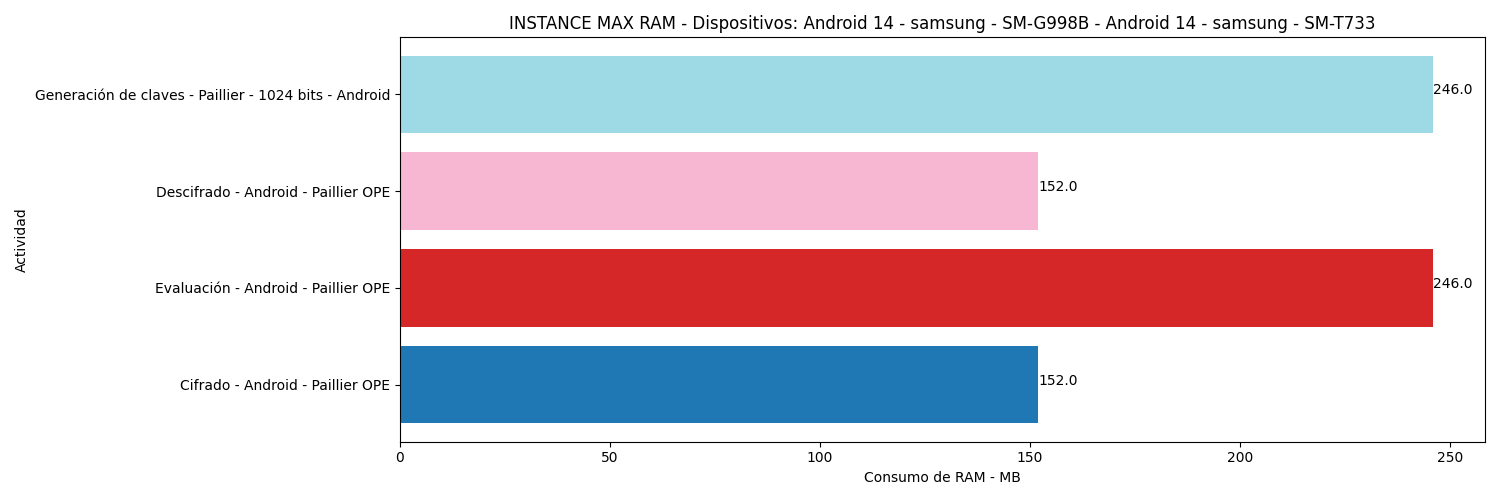 INSTANCE MAX RAM - Dispositivos: Android 14 - samsung - SM-G998B - Android 14 - samsung - SM-T733
Generación de claves - Paillier - 1024 bits - Android
246.0
Descifrado - Android - Paillier OPE
152.0
Actividad
Evaluación - Android - Paillier OPE
246.0
Cifrado - Android - Paillier OPE
152.0
0
50
100
150
200
250
Consumo de RAM - MB